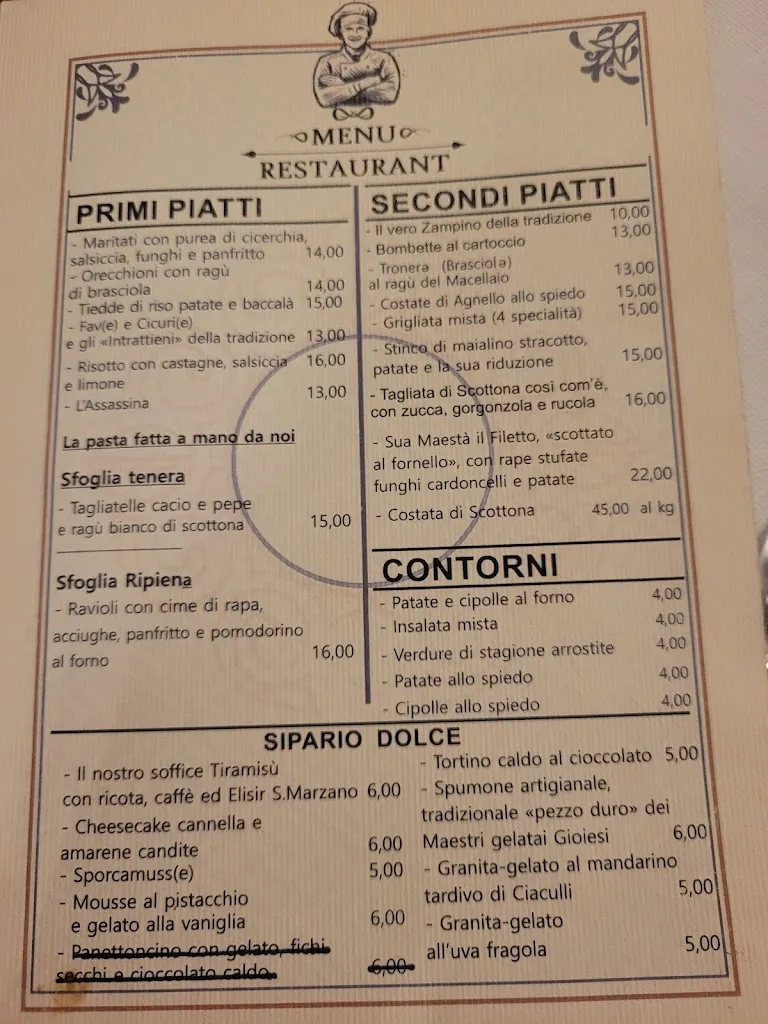 MENU
RESTAURANT
PRIMI PIATTI
- Maritati con purea di cicerchia,
salsiccia, funghi e panfritto 14,00
- Orecchioni con ragù
di brasciola 14,00
- Tiedde di riso patate e baccalà 15,00
- Fav(e) e Cicuri(e)
e gli «Intrattieni» della tradizione 13,00
- Risotto con castagne, salsiccia 16,00
e limone
- L'Assassina 13,00
La pasta fatta a mano da noi
Sfoglia tenera
- Tagliatelle cacio e pepe
e ragù bianco di scottona 15,00
Sfoglia Ripiena
- Ravioli con cime di rapa,
acciughe, panfritto e pomodorino
al forno 16,00
SECONDI PIATTI
- Il vero Zampino della tradizione 10,00
- Bombette al cartoccio 13,00
- Tronera (Brasciola)
al ragù del Macellaio 13,00
- Costate di Agnello allo spiedo 15,00
- Grigliata mista (4 specialità) 15,00
- Stinco di maialino stracotto,
patate e la sua riduzione 15,00
- Tagliata di Scottona così com'è,
con zucca, gorgonzola e rucola 16,00
- Sua Maestà il Filetto, «scottato
al fornello», con rape stufate
funghi cardoncelli e patate 22,00
- Costata di Scottona 45,00 al kg
CONTORNI
- Patate e cipolle al forno 4,00
- Insalata mista 4,00
- Verdure di stagione arrostite 4,00
- Patate allo spiedo 4,00
- Cipolle allo spiedo 4,00
SIPARIO DOLCE
- Il nostro soffice Tiramisù
con ricota, caffè ed Elisir S.Marzano 6,00
- Cheesecake cannella e
amarene candite 6,00
- Sporcamuss(e) 5,00
- Mousse al pistacchio
e gelato alla vaniglia 6,00
- Panettoncino con gelato, fichi
secchi e cioccolato caldo. 6,00
- Tortino caldo al cioccolato 5,00
- Spumone artigianale,
tradizionale «pezzo duro» dei
Maestri gelatai Gioiesi 6,00
- Granita-gelato al mandarino
tardivo di Ciaculli 5,00
- Granita-gelato
all'uva fragola 5,00